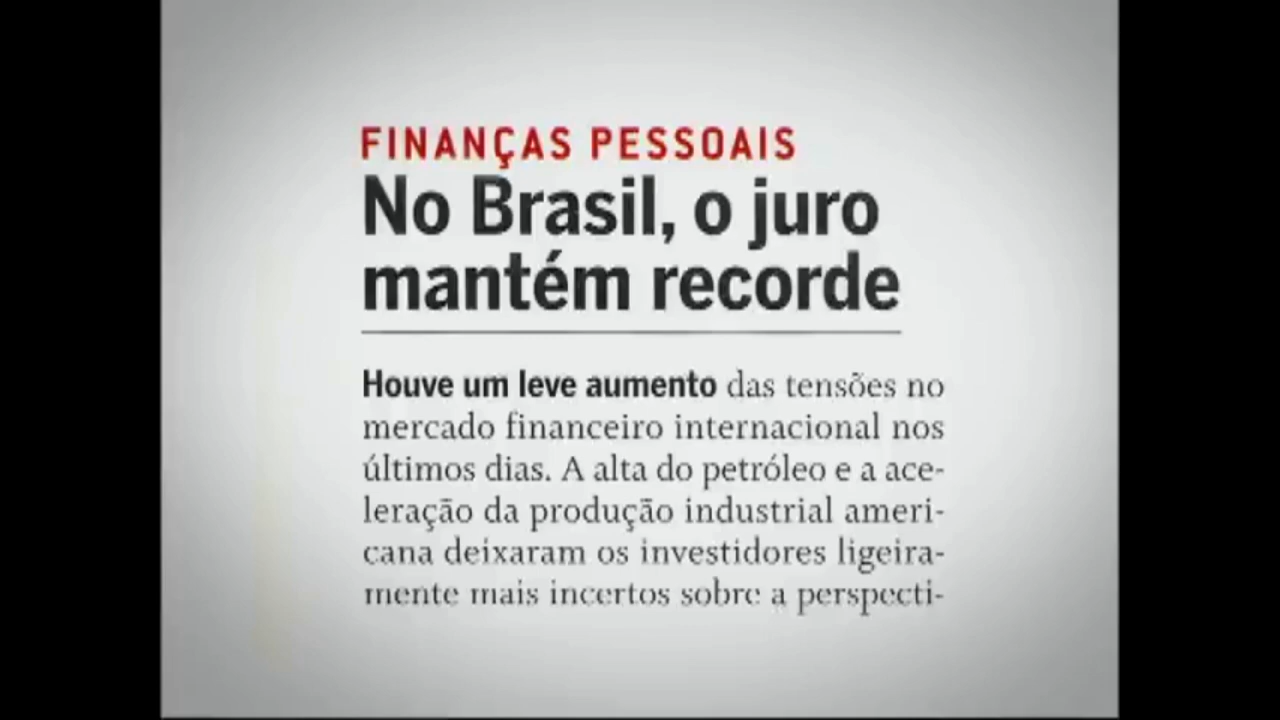 FINANÇAS PESSOAIS
No Brasil, o juro
mantém recorde
Houve um leve aumento das tensões no
mercado financeiro internacional nos
últimos dias. A alta do petróleo e a ace-
leração da produção industrial ameri-
cana deixaram os investidores ligeira-
mente mais incertos sobre a perspecti-